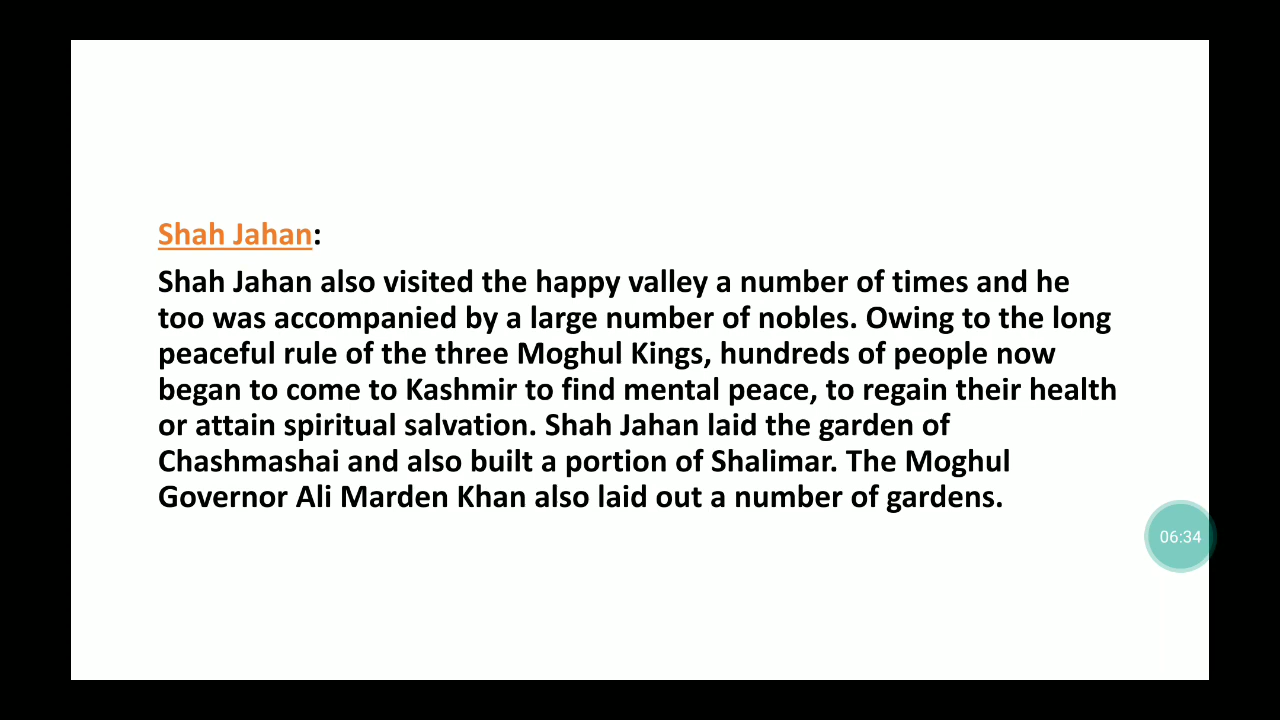 Shah Jahan:
Shah Jahan also visited the happy valley a number of times and he
too was accompanied by a large number of nobles. Owing to the long
peaceful rule of the three Moghul Kings, hundreds of people now
began to come to Kashmir to find mental peace, to regain their health
or attain spiritual salvation. Shah Jahan laid the garden of
Chashmashai and also built a portion of Shalimar. The Moghul
Governor Ali Marden Khan also laid out a number of gardens.
06:34